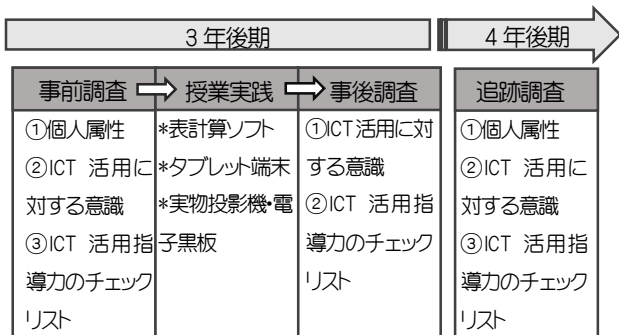 3年後期
4年後期
事前調査
授業実践
事後調査
追跡調査
①個人属性
②ICT 活用に
対する意識
③ICT 活用指
導力のチェック
リスト
*表計算ソフト
*タブレット端末
*実物投影機・電
子黒板
①ICT活用に対
する意識
②ICT 活用指
導力のチェック
リスト
①個人属性
②ICT 活用に
対する意識
③ICT 活用指
導力のチェック
リスト